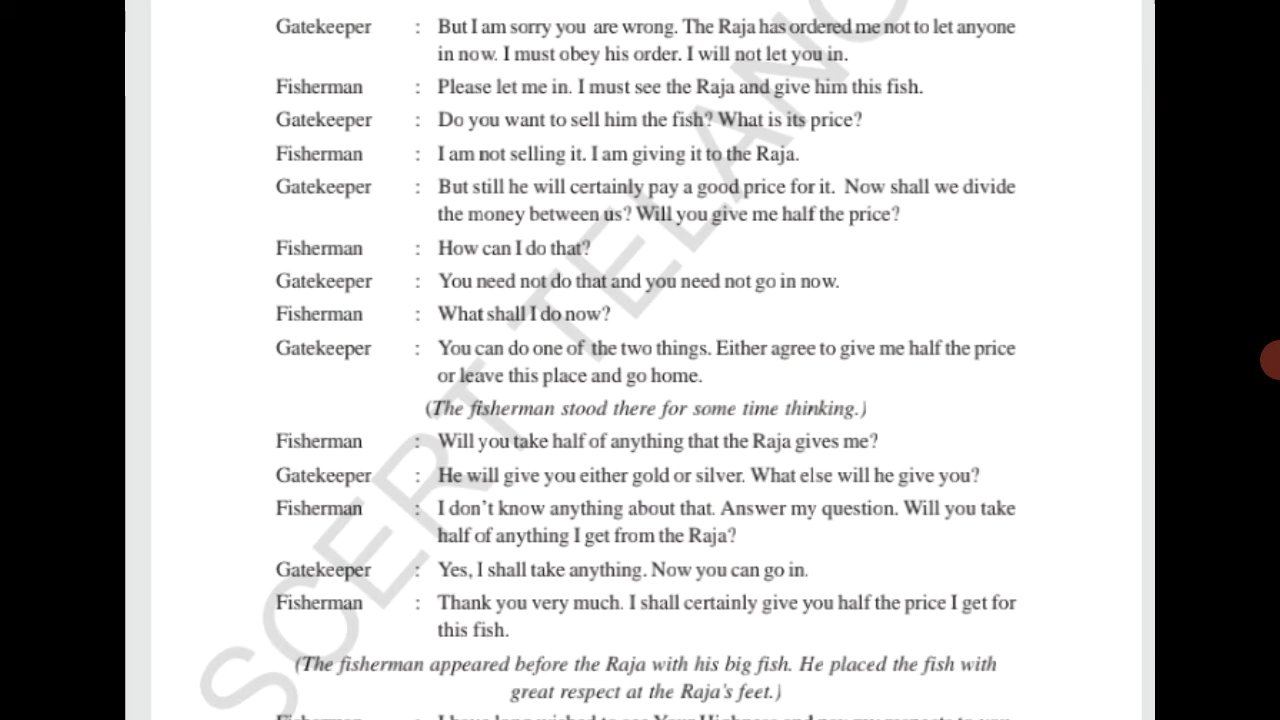 Gatekeeper : But I am sorry you are wrong. The Raja has ordered me not to let anyone
in now. I must obey his order. I will not let you in.
Fisherman : Please let me in. I must see the Raja and give him this fish.
Gatekeeper : Do you want to sell him the fish? What is its price?
Fisherman : I am not selling it. I am giving it to the Raja.
Gatekeeper : But still he will certainly pay a good price for it. Now shall we divide
the money between us? Will you give me half the price?
Fisherman : How can I do that?
Gatekeeper : You need not do that and you need not go in now.
Fisherman : What shall I do now?
Gatekeeper : You can do one of the two things. Either agree to give me half the price
or leave this place and go home.
(The fisherman stood there for some time thinking.)
Fisherman : Will you take half of anything that the Raja gives me?
Gatekeeper : He will give you either gold or silver. What else will he give you?
Fisherman : I don't know anything about that. Answer my question. Will you take
half of anything I get from the Raja?
Gatekeeper : Yes, I shall take anything. Now you can go in.
Fisherman : Thank you very much. I shall certainly give you half the price I get for
this fish.
(The fisherman appeared before the Raja with his big fish. He placed the fish with
great respect at the Raja's feet.)
SCERT